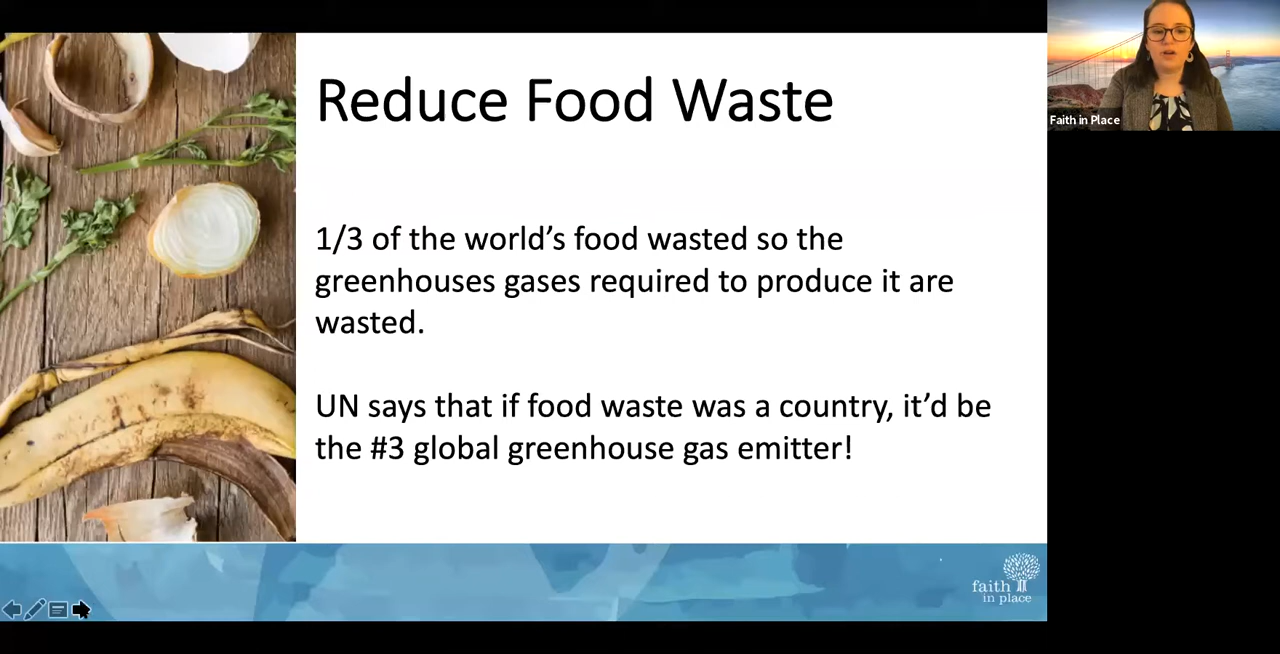 Reduce Food Waste
1/3 of the world’s food wasted so the
greenhouses gases required to produce it are
wasted.
UN says that if food waste was a country, it’d be
the #3 global greenhouse gas emitter!
faith
in place
Faith in Place